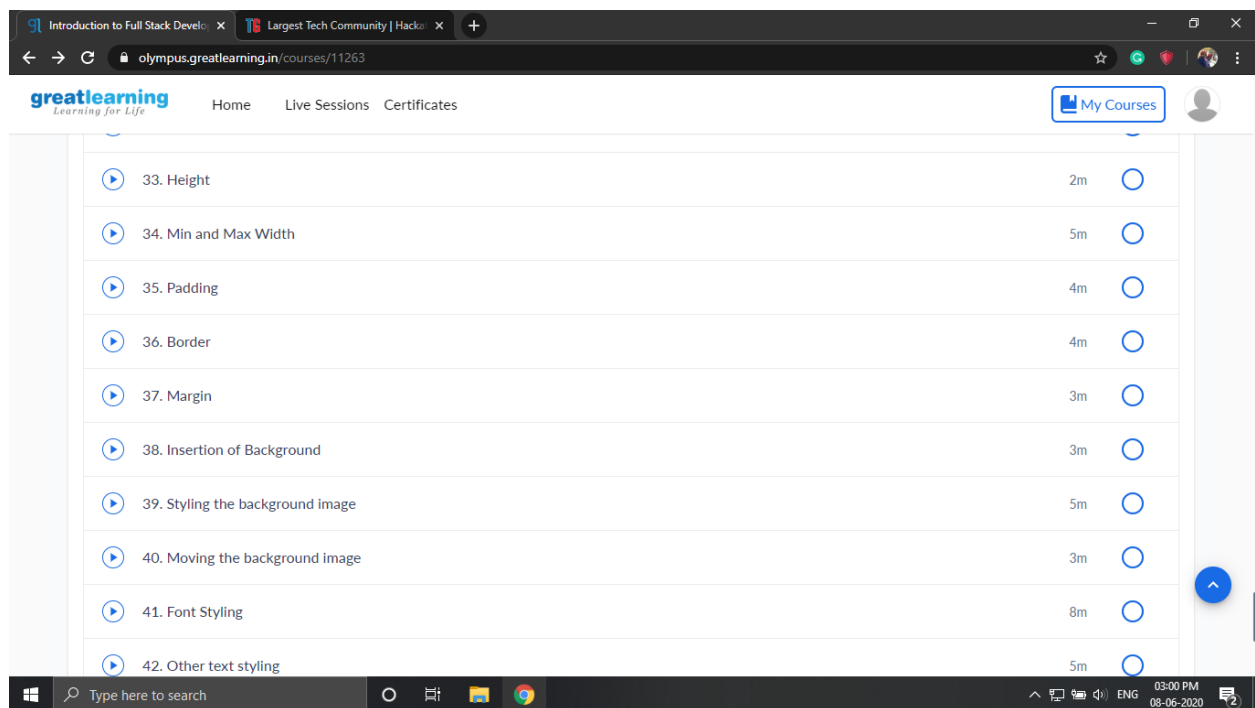 Introduction to Full Stack Develo
TG Largest Tech Community | Hacka
olympus.greatlearning.in/courses/11263
greatlearning
Learning for Life
Home Live Sessions Certificates
My Courses
33. Height 2m
34. Min and Max Width 5m
35. Padding 4m
36. Border 4m
37. Margin 3m
38. Insertion of Background 3m
39. Styling the background image 5m
40. Moving the background image 3m
41. Font Styling 8m
42. Other text styling 5m
Type here to search
ENG
03:00 PM
08-06-2020
2